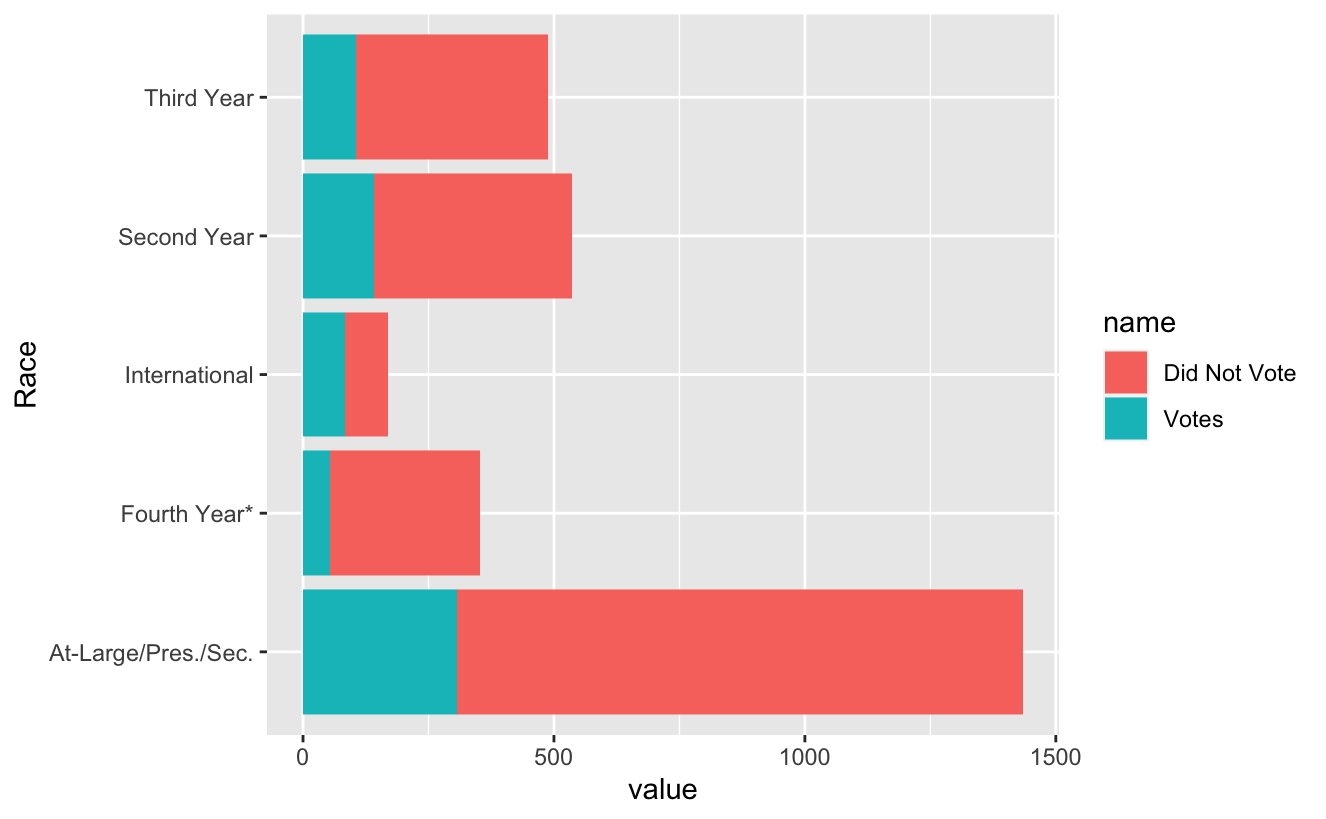 Third Year
Second Year
International
Fourth Year*
At-Large/Pres./Sec.
Race
0 500 1000 1500
value
name
Did Not Vote
Votes